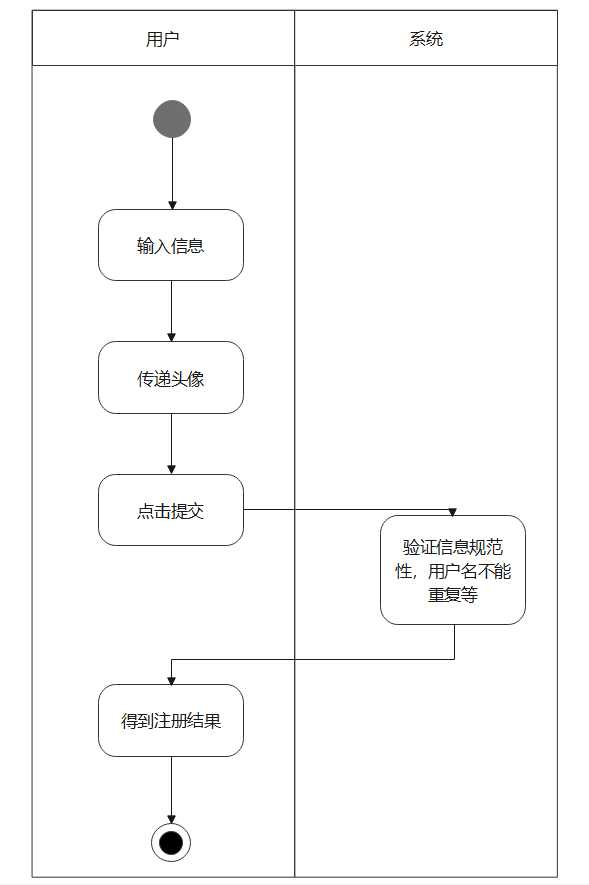 用户
系统
输入信息
传递头像
点击提交
验证信息规范
性，用户名不能
重复等
得到注册结果